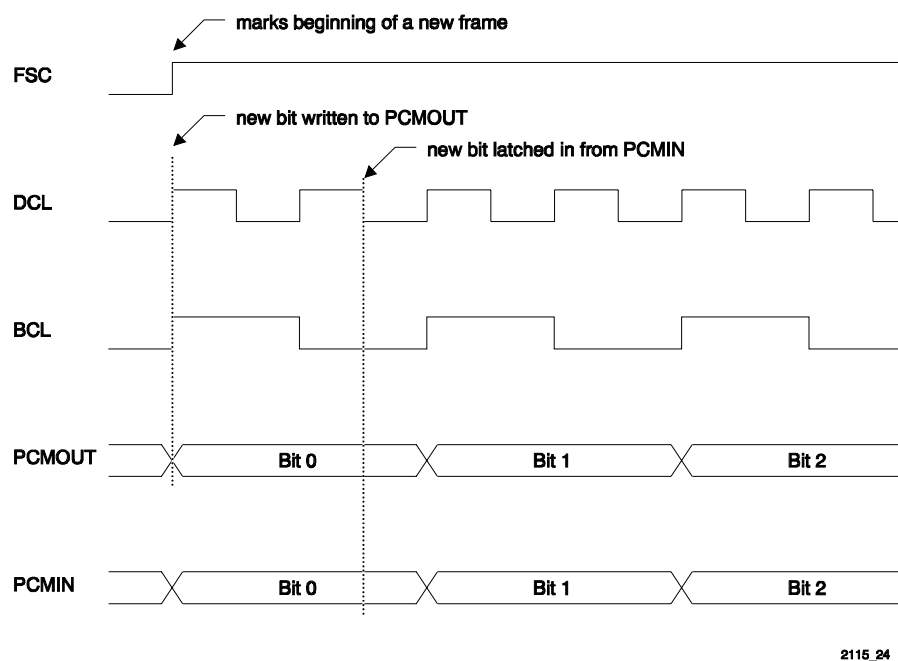 marks beginning of a new frame
FSC
new bit written to PCMOUT
new bit latched in from PCMIN
DCL
BCL
PCMOUT Bit 0 Bit 1 Bit 2
PCMIN Bit 0 Bit 1 Bit 2
2115_24